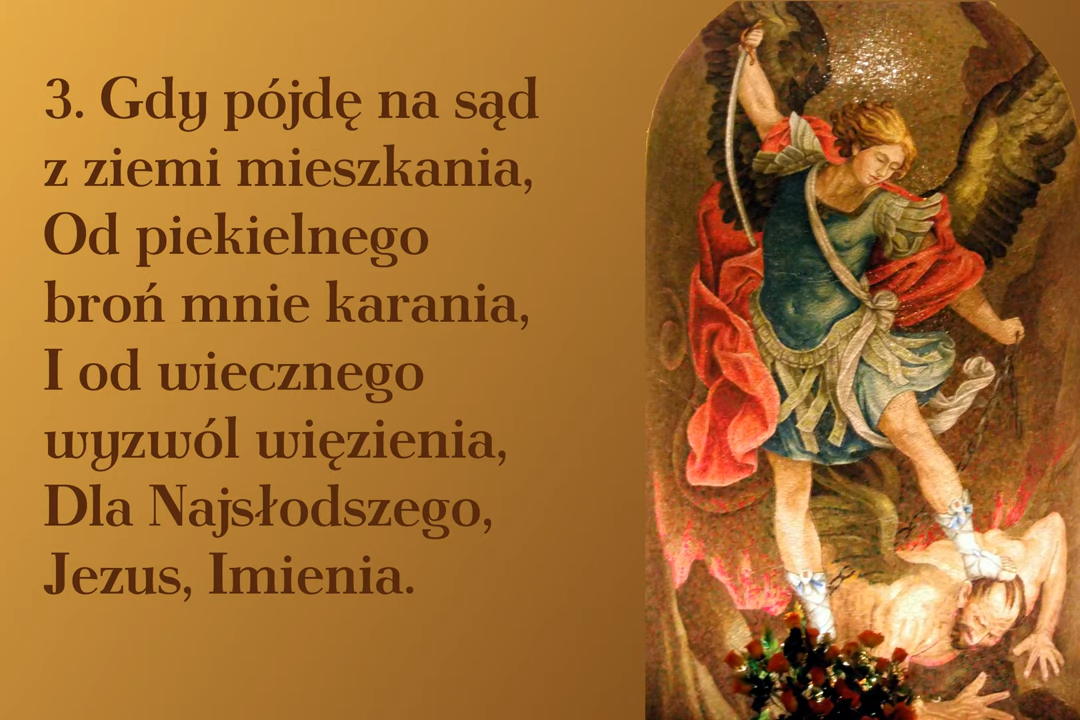 3. Gdy pójdę na sąd
z ziemi mieszkania,
Od piekielnego
broń mnie karania,
I od wiecznego
wyzwól więzienia,
Dla Najsłodszego,
Jezus, Imienia.